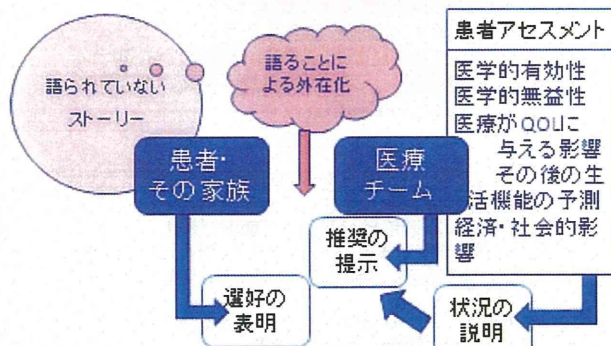 語られていない
ストーリー
語ることに
よる外在化
患者・
その家族
医療
チーム
推奨の
提示
選好の
表明
状況の
説明
患者アセスメント
医学的有効性
医学的無益性
医療がQOLに
与える影響
その後の生
活機能の予測
経済・社会的影
響